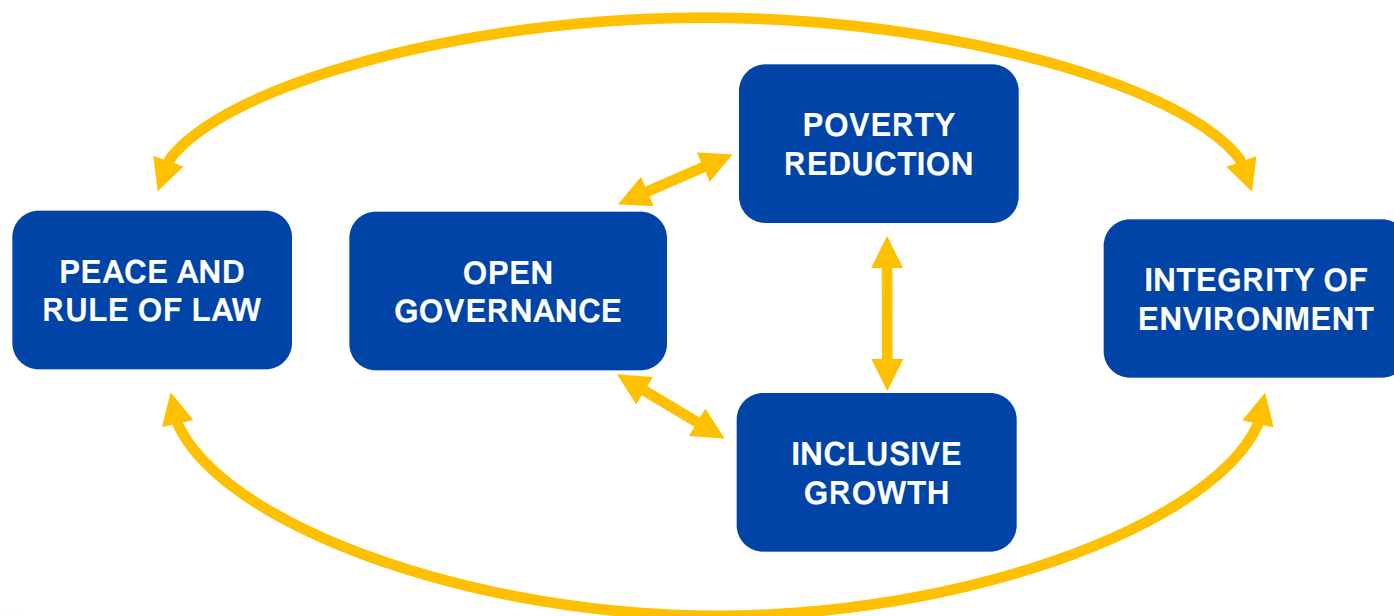 POVERTY
REDUCTION
PEACE AND
RULE OF LAW
OPEN
GOVERNANCE
INTEGRITY OF
ENVIRONMENT
INCLUSIVE
GROWTH